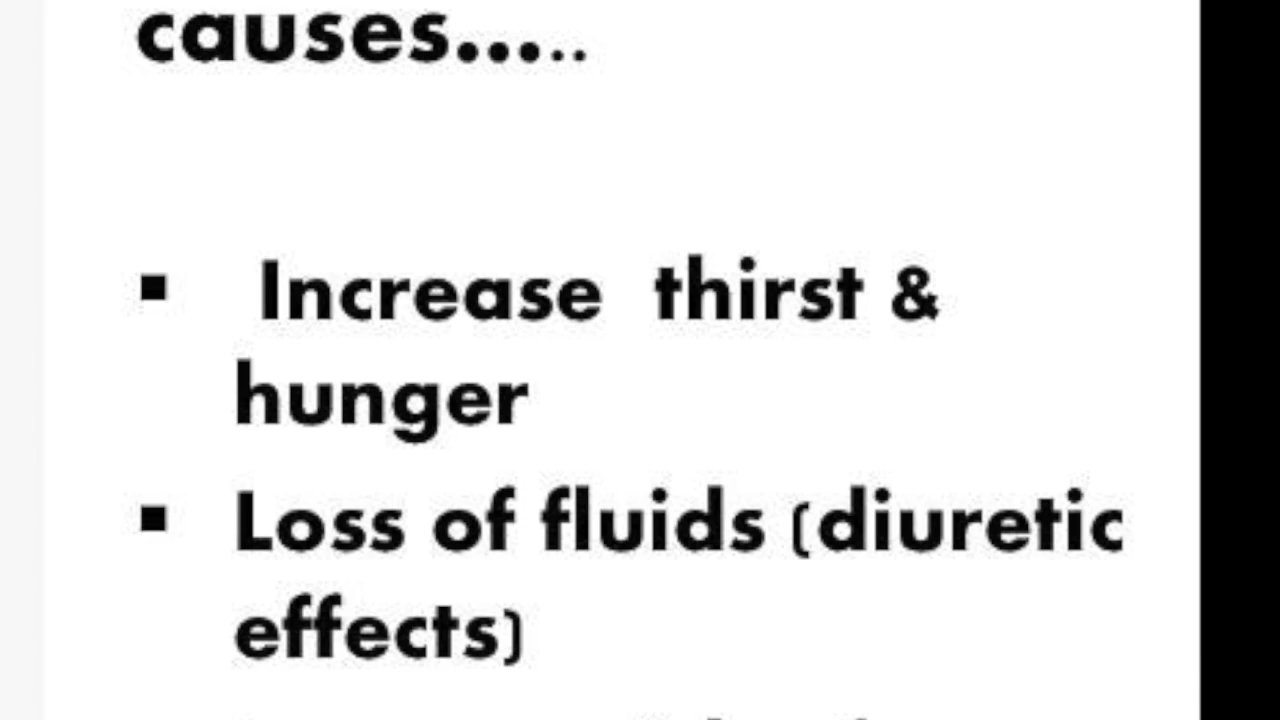 causes.....
▪ Increase thirst &
hunger
▪ Loss of fluids (diuretic
effects)